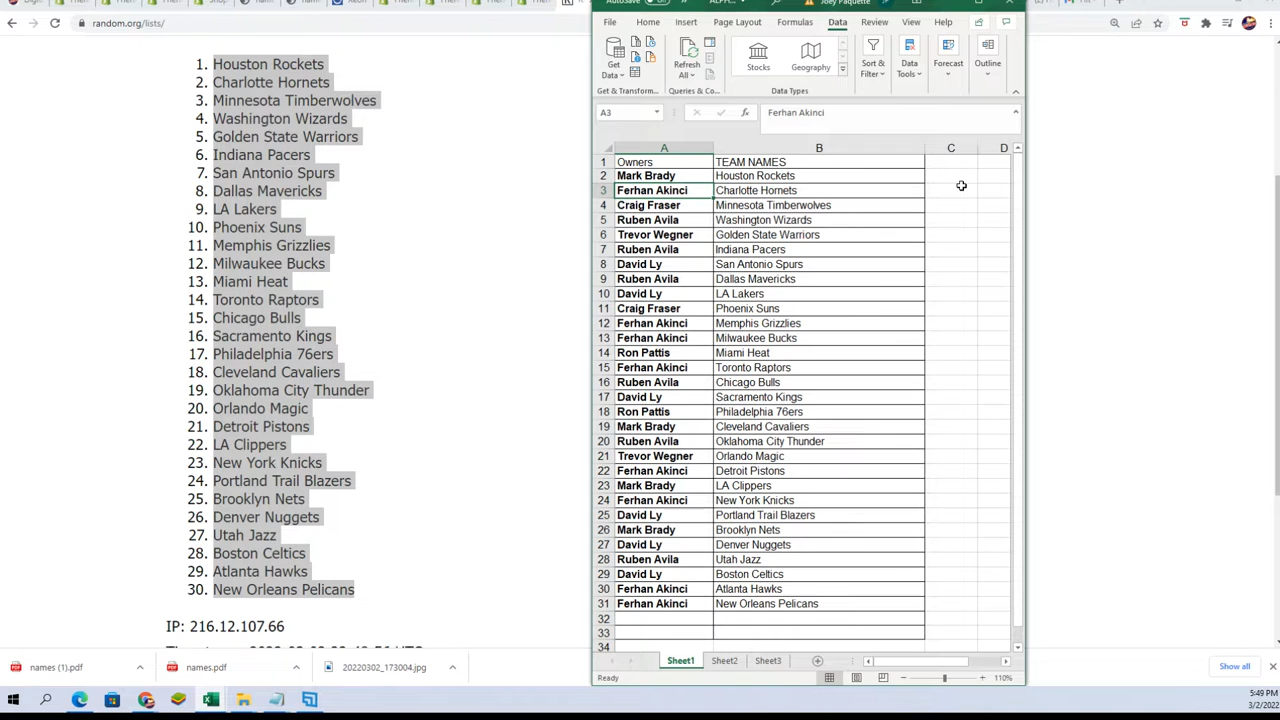 random.org/lists/
1. Houston Rockets
2. Charlotte Hornets
3. Minnesota Timberwolves
4. Washington Wizards
5. Golden State Warriors
6. Indiana Pacers
7. San Antonio Spurs
8. Dallas Mavericks
9. LA Lakers
10. Phoenix Suns
11. Memphis Grizzlies
12. Milwaukee Bucks
13. Miami Heat
14. Toronto Raptors
15. Chicago Bulls
16. Sacramento Kings
17. Philadelphia 76ers
18. Cleveland Cavaliers
19. Oklahoma City Thunder
20. Orlando Magic
21. Detroit Pistons
22. LA Clippers
23. New York Knicks
24. Portland Trail Blazers
25. Brooklyn Nets
26. Denver Nuggets
27. Utah Jazz
28. Boston Celtics
29. Atlanta Hawks
30. New Orleans Pelicans
IP: 216.12.107.66
AutoSave Joey Paquette
File Home Insert Page Layout Formulas Data Review View Help
Get Data Refresh All Stocks Geography Sort & Filter Data Tools Forecast Outline
Get & Transform... Queries & Co... Data Types
A3 fx Ferhan Akinci
A B C D
1 Owners TEAM NAMES
2 Mark Brady Houston Rockets
3 Ferhan Akinci Charlotte Hornets
4 Craig Fraser Minnesota Timberwolves
5 Ruben Avila Washington Wizards
6 Trevor Wegner Golden State Warriors
7 Ruben Avila Indiana Pacers
8 David Ly San Antonio Spurs
9 Ruben Avila Dallas Mavericks
10 David Ly LA Lakers
11 Craig Fraser Phoenix Suns
12 Ferhan Akinci Memphis Grizzlies
13 Ferhan Akinci Milwaukee Bucks
14 Ron Pattis Miami Heat
15 Ferhan Akinci Toronto Raptors
16 Ruben Avila Chicago Bulls
17 David Ly Sacramento Kings
18 Ron Pattis Philadelphia 76ers
19 Mark Brady Cleveland Cavaliers
20 Ruben Avila Oklahoma City Thunder
21 Trevor Wegner Orlando Magic
22 Ferhan Akinci Detroit Pistons
23 Mark Brady LA Clippers
24 Ferhan Akinci New York Knicks
25 David Ly Portland Trail Blazers
26 Mark Brady Brooklyn Nets
27 David Ly Denver Nuggets
28 Ruben Avila Utah Jazz
29 David Ly Boston Celtics
30 Ferhan Akinci Atlanta Hawks
31 Ferhan Akinci New Orleans Pelicans
32
33
34
Sheet1 Sheet2 Sheet3
Ready 110%
names (1).pdf names.pdf 20220302_173004.jpg Show all
5:49 PM
3/2/2022